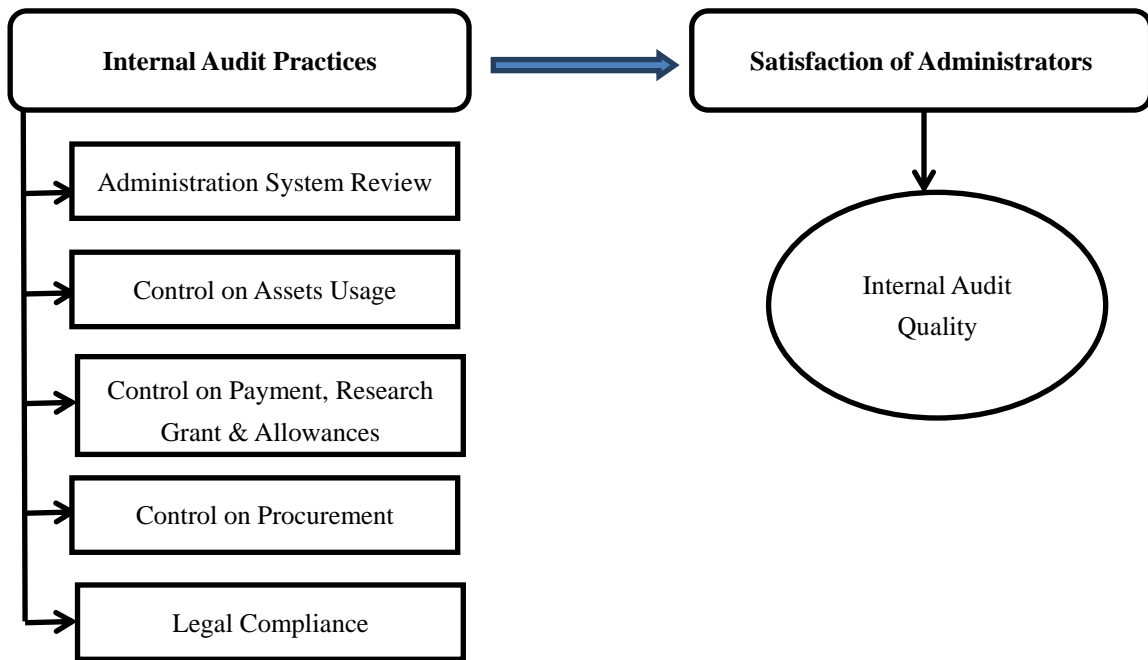 Internal Audit Practices
Satisfaction of Administrators
Administration System Review
Control on Assets Usage
Control on Payment, Research
Grant & Allowances
Control on Procurement
Legal Compliance
Internal Audit
Quality